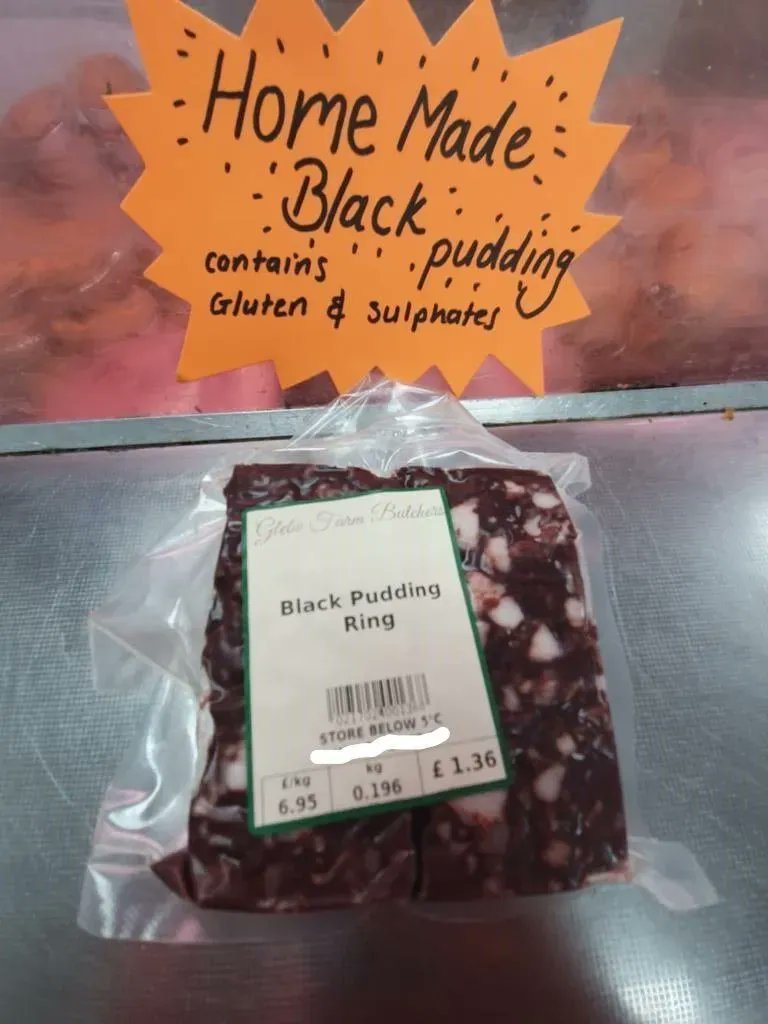 Home Made
Black
pudding
contains
Gluten & Sulphates
Glebe Farm Butchers
Black Pudding
Ring
STORE BELOW 5°C
£/kg
kg
£ 1.36
6.95
0.196